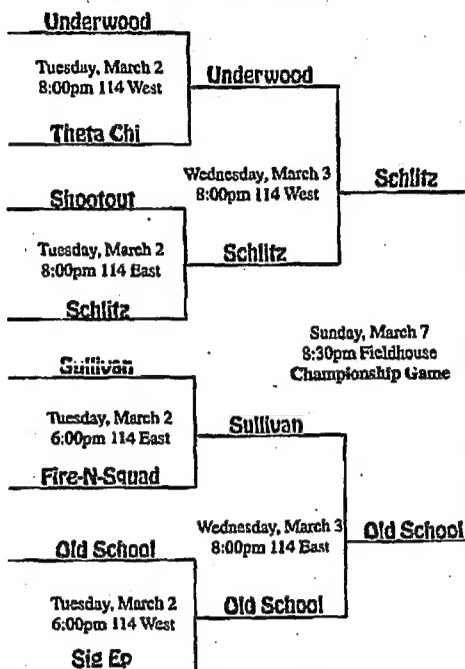 Underwood
Tuesday, March 2
8:00pm 114 West
Underwood
Theta Chi
Wednesday, March 3
8:00pm 114 West
Schlitz
Shootout
Tuesday, March 2
8:00pm 114 East
Schlitz
Schlitz
Sunday, March 7
8:30pm Fieldhouse
Championship Game
Sullivan
Tuesday, March 2
6:00pm 114 East
Sullivan
Fire-N-Squad
Wednesday, March 3
8:00pm 114 East
Old School
Old School
Tuesday, March 2
6:00pm 114 West
Old School
Sig Ep